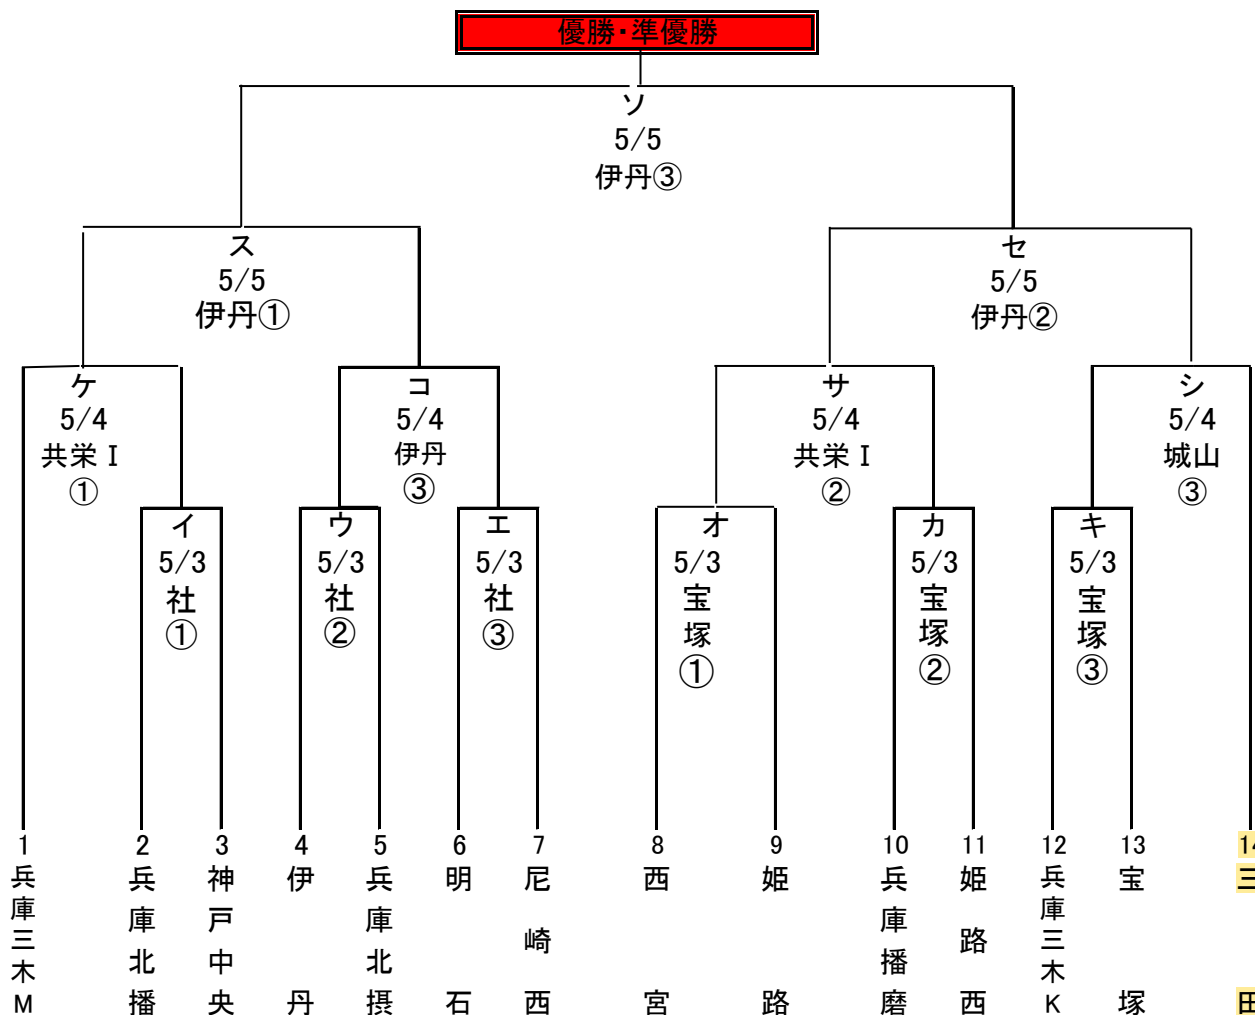 優勝・準優勝
ソ
5/5
伊丹③
ス
5/5
伊丹①
セ
5/5
伊丹②
ケ
5/4
共栄Ⅰ
①
コ
5/4
伊丹
③
サ
5/4
共栄Ⅰ
②
シ
5/4
城山
③
イ
5/3
社
①
ウ
5/3
社
②
エ
5/3
社
③
オ
5/3
宝塚
①
カ
5/3
宝塚
②
キ
5/3
宝塚
③
1
兵庫三木M
2
兵庫北播
3
神戸中央
4
伊丹
5
兵庫北摂
6
明石
7
尼崎西
8
西宮
9
姫路
10
兵庫播磨
11
姫路西
12
兵庫三木K
13
宝塚
14
三田